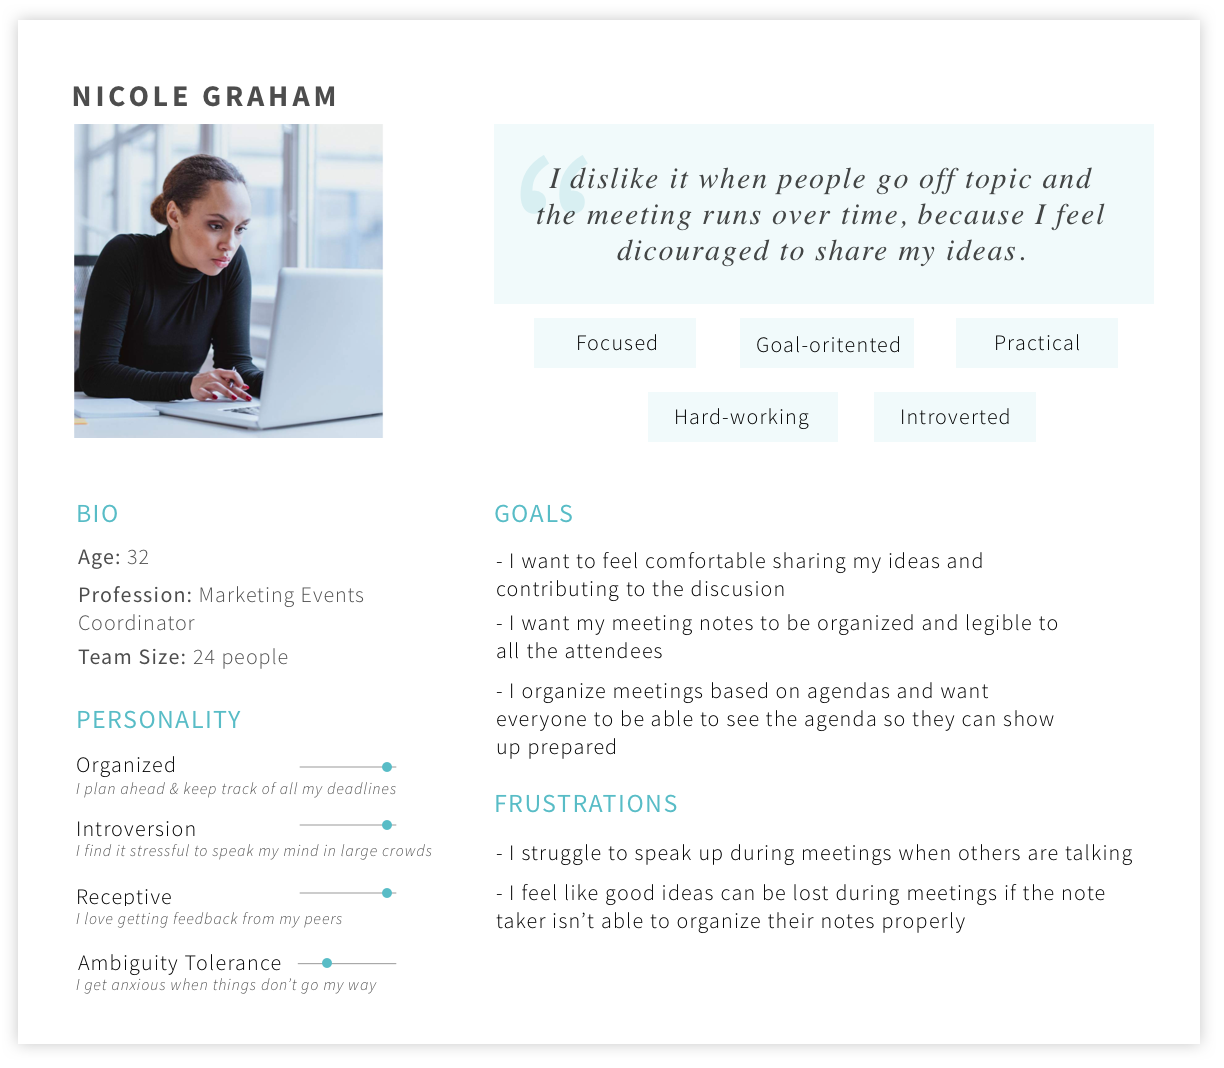 NICOLE GRAHAM
“
I dislike it when people go off topic and
the meeting runs over time, because I feel
dicouraged to share my ideas.
Focused
Goal-oritented
Practical
Hard-working
Introverted
BIO
Age: 32
Profession: Marketing Events
Coordinator
Team Size: 24 people
PERSONALITY
Organized
I plan ahead & keep track of all my deadlines
Introversion
I find it stressful to speak my mind in large crowds
Receptive
I love getting feedback from my peers
Ambiguity Tolerance
I get anxious when things don’t go my way
GOALS
- I want to feel comfortable sharing my ideas and
contributing to the discusion
- I want my meeting notes to be organized and legible to
all the attendees
- I organize meetings based on agendas and want
everyone to be able to see the agenda so they can show
up prepared
FRUSTRATIONS
- I struggle to speak up during meetings when others are talking
- I feel like good ideas can be lost during meetings if the note
taker isn’t able to organize their notes properly